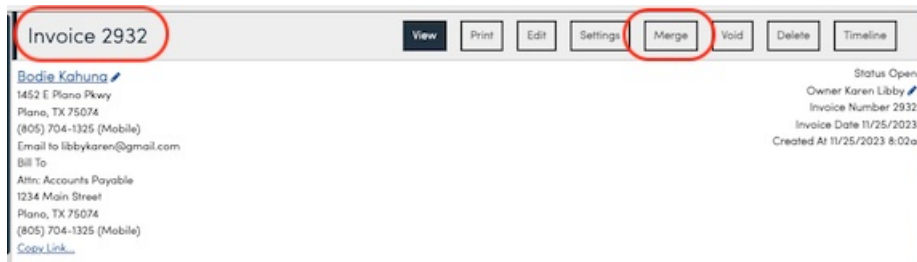 Invoice 2932
View Print Edit Settings Merge Void Delete Timeline
Bodie Kahuna
1452 E Plano Pkwy
Plano, TX 75074
(805) 704-1325 (Mobile)
Email to libbykaren@gmail.com
Bill To
Attn: Accounts Payable
1234 Main Street
Plano, TX 75074
(805) 704-1325 (Mobile)
Copy Link...
Status Open
Owner Karen Libby
Invoice Number 2932
Invoice Date 11/25/2023
Created At 11/25/2023 8:02a